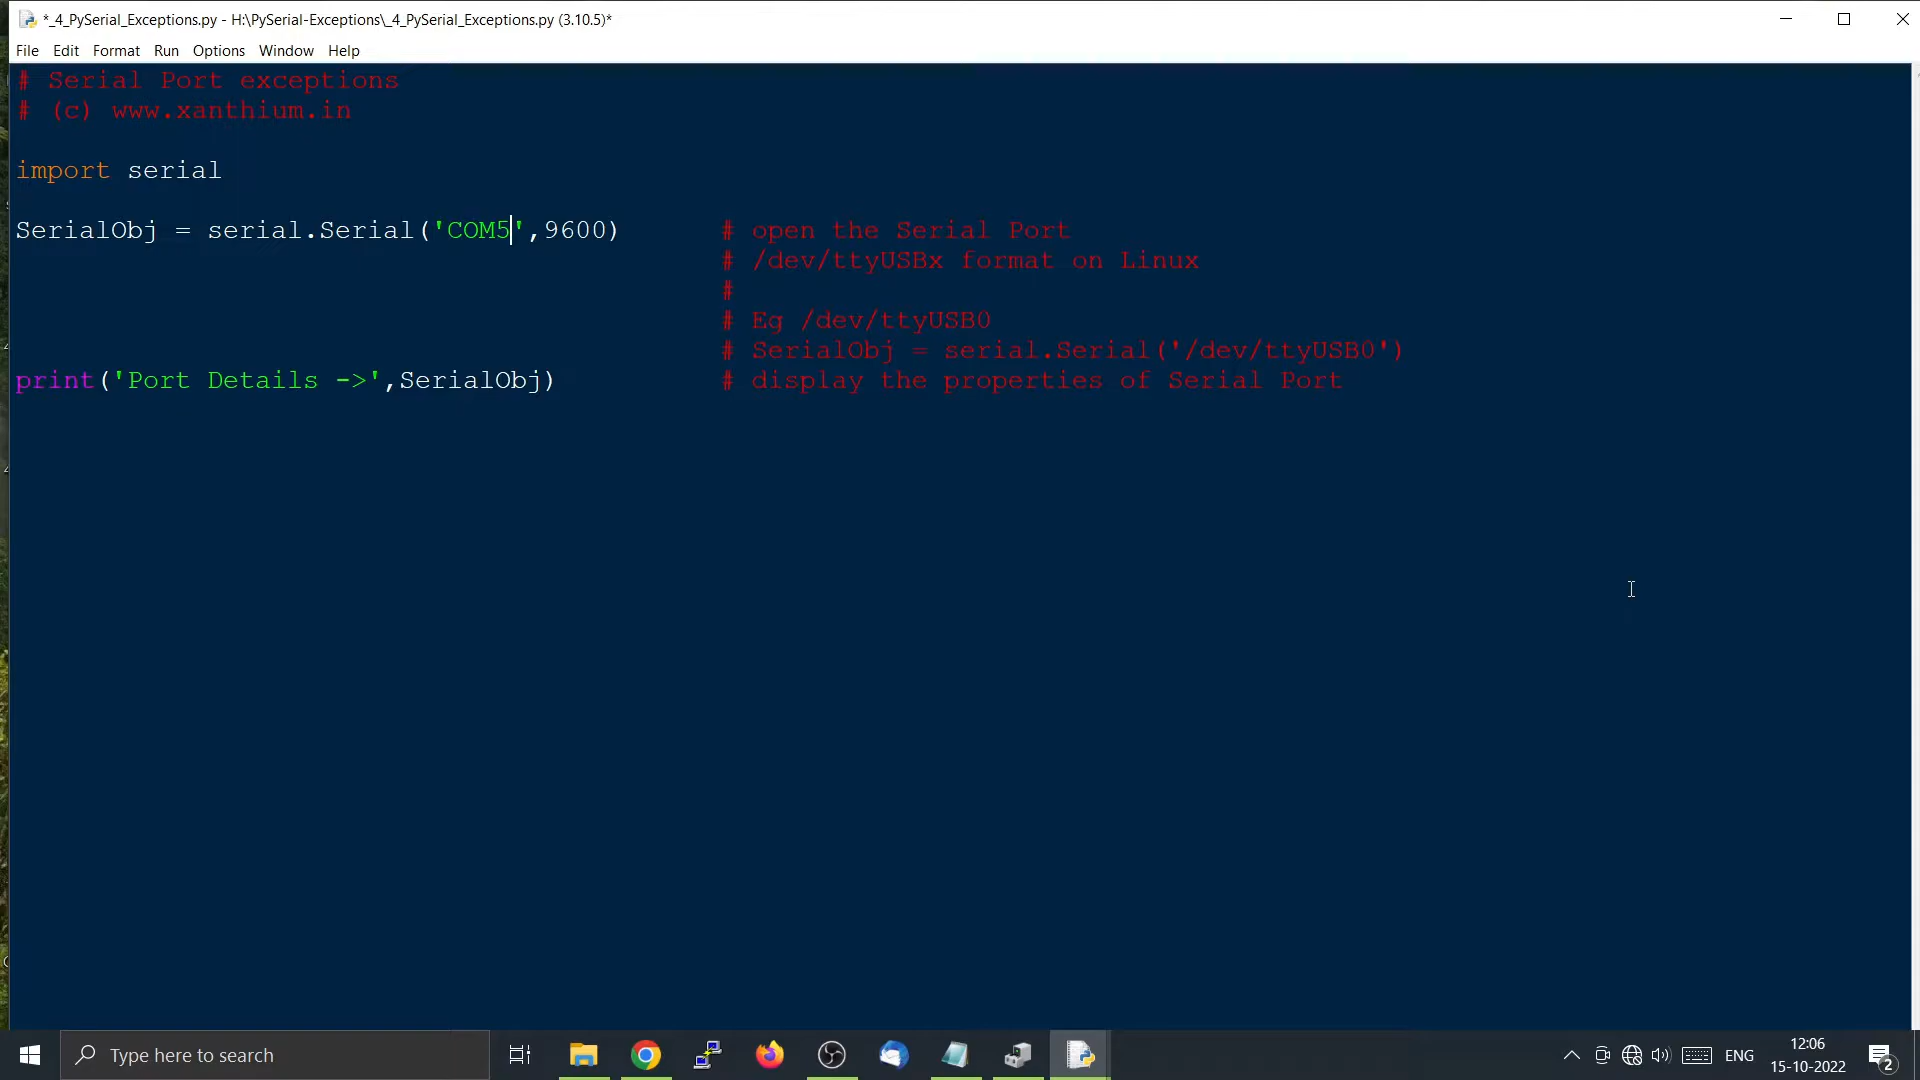 *_4_PySerial_Exceptions.py - H:\PySerial-Exceptions\_4_PySerial_Exceptions.py (3.10.5)*
File Edit Format Run Options Window Help
# Serial Port exceptions
# (c) www.xanthium.in
import serial
SerialObj = serial.Serial('COM5',9600) # open the Serial Port
# /dev/ttyUSBx format on Linux
#
# Eg /dev/ttyUSB0
# SerialObj = serial.Serial('/dev/ttyUSB0')
print('Port Details ->',SerialObj) # display the properties of Serial Port
Type here to search
ENG
12:06
15-10-2022
2